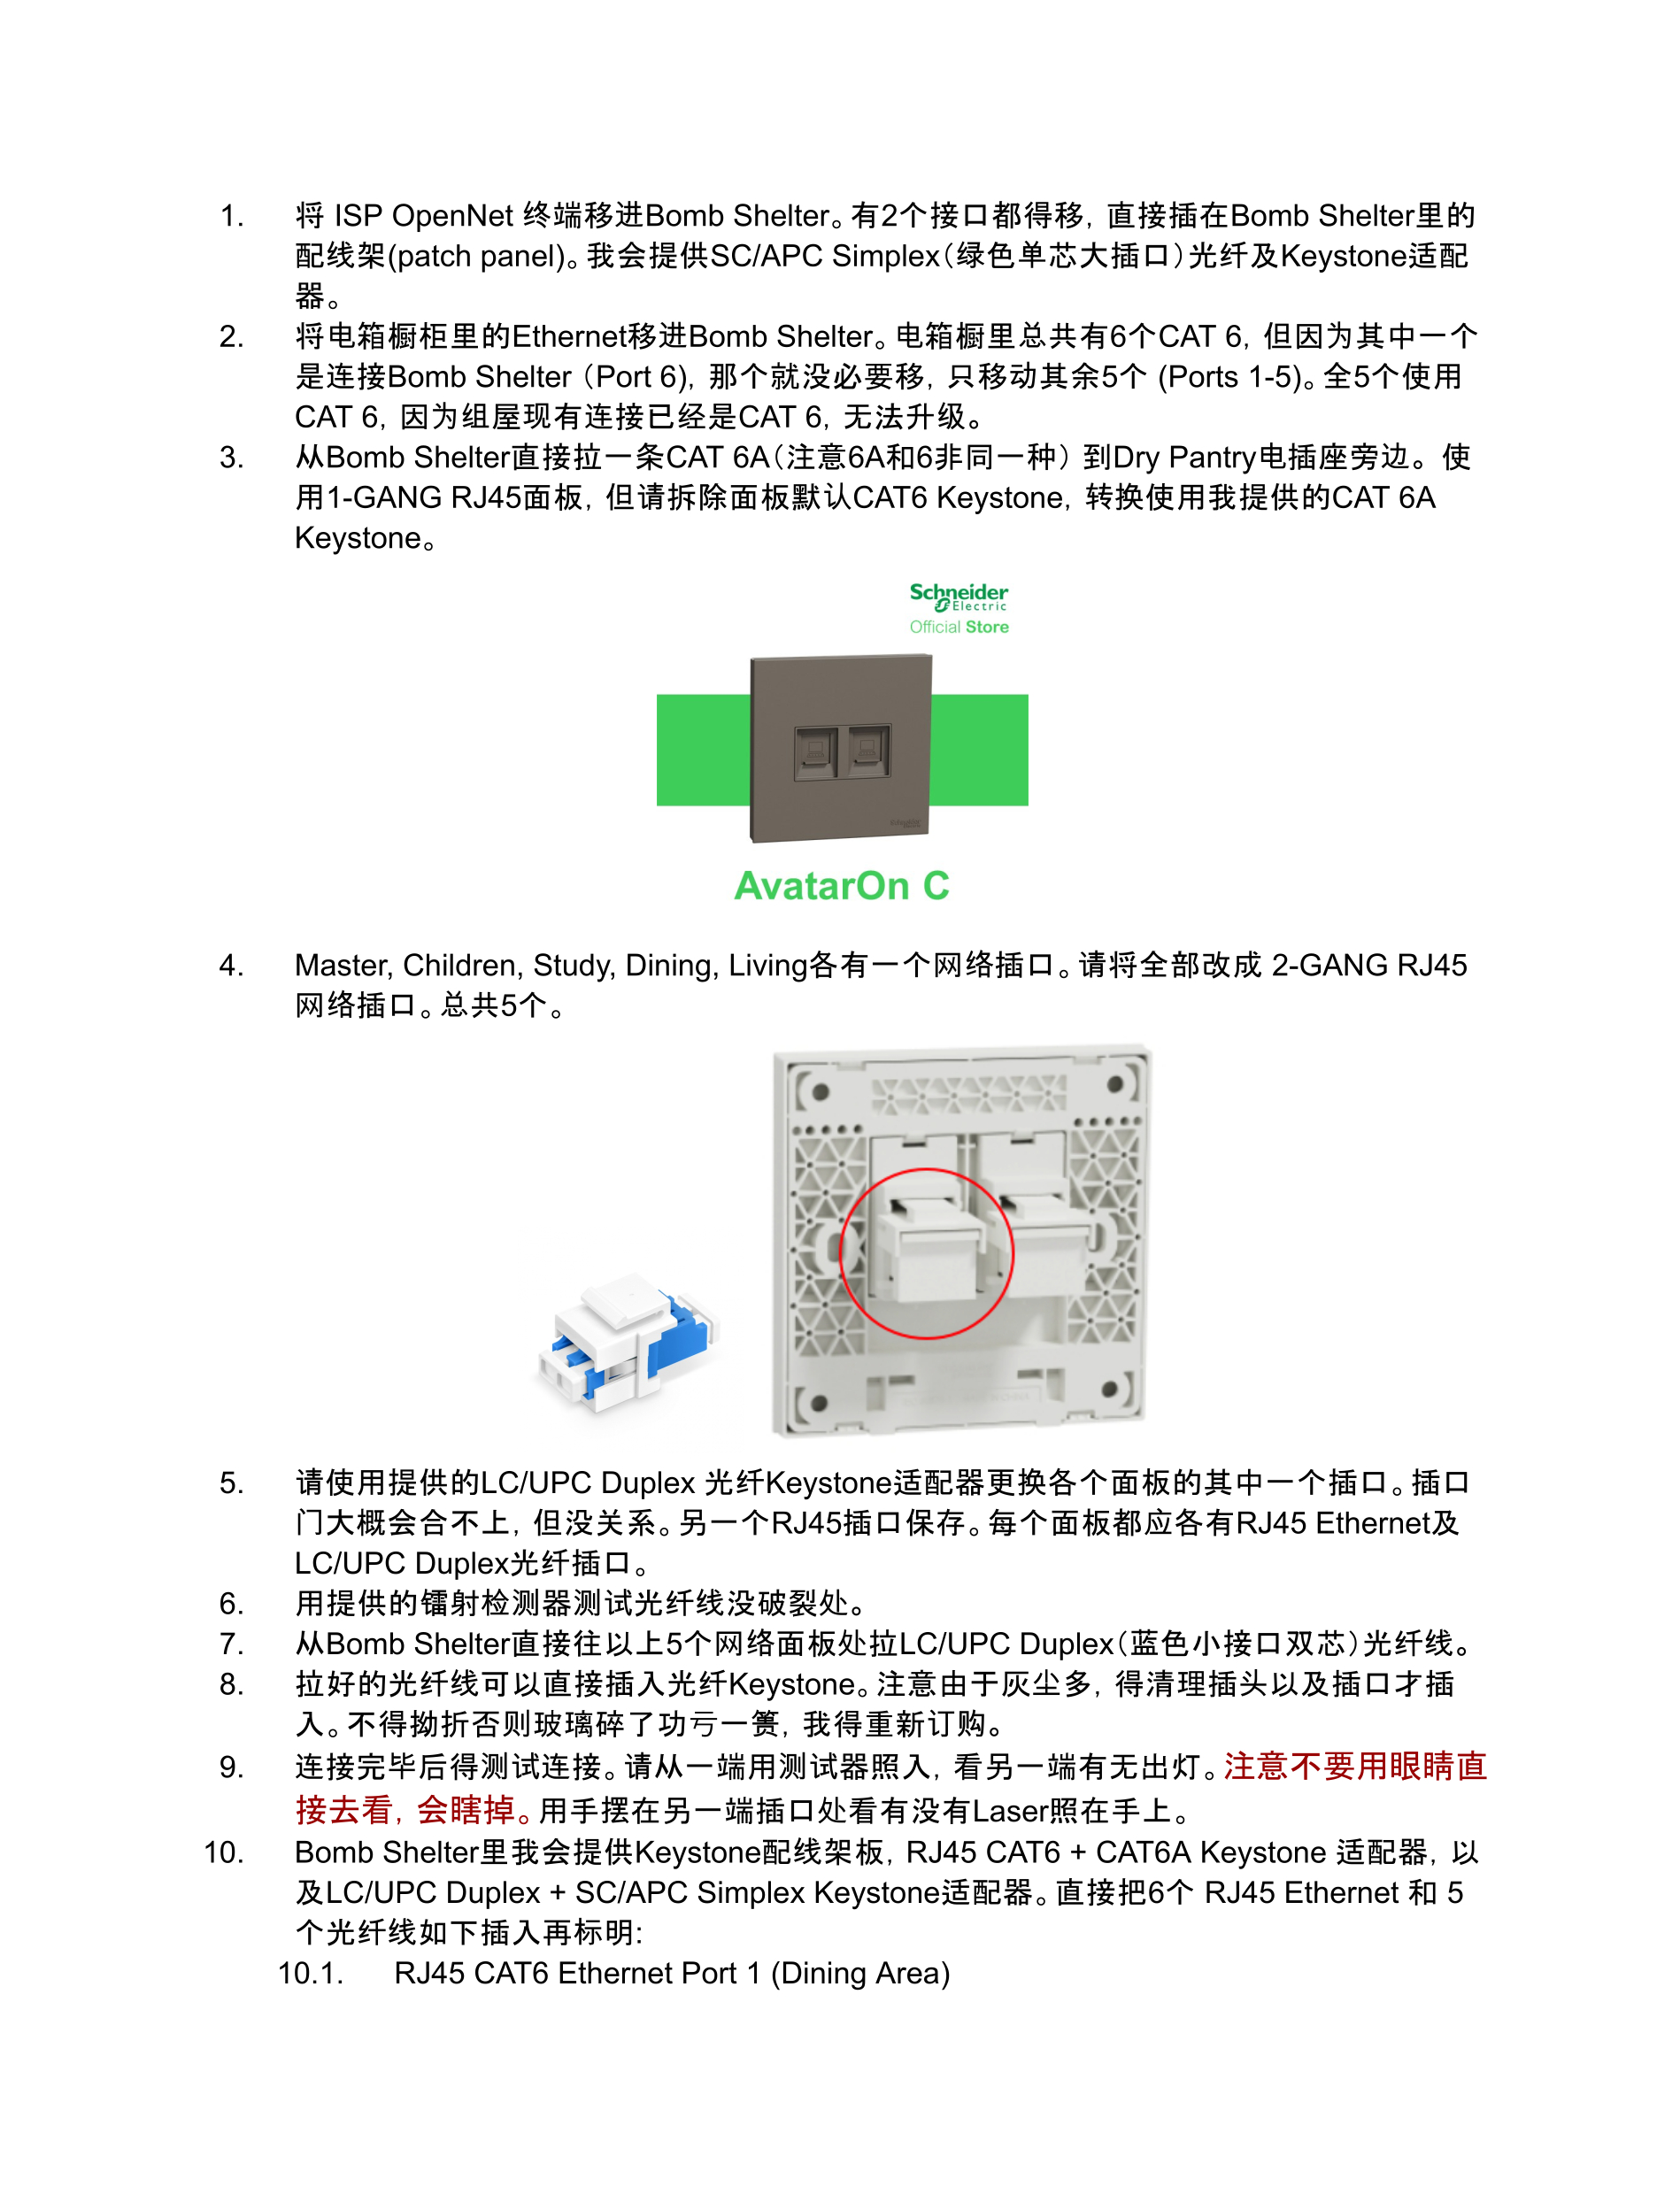 1. 将 ISP OpenNet 终端移进Bomb Shelter。有2个接口都得移，直接插在Bomb Shelter里的
配线架(patch panel)。我会提供SC/APC Simplex（绿色单芯大插口）光纤及Keystone适配
器。
2. 将电箱橱柜里的Ethernet移进Bomb Shelter。电箱橱里总共有6个CAT 6，但因为其中一个
是连接Bomb Shelter （Port 6)，那个就没必要移，只移动其余5个 (Ports 1-5)。全5个使用
CAT 6，因为组屋现有连接已经是CAT 6，无法升级。
3. 从Bomb Shelter直接拉一条CAT 6A（注意6A和6非同一种） 到Dry Pantry电插座旁边。使
用1-GANG RJ45面板，但请拆除面板默认CAT6 Keystone，转换使用我提供的CAT 6A
Keystone。
Schneider
Electric
Official Store
AvatarOn C
4. Master, Children, Study, Dining, Living各有一个网络插口。请将全部改成 2-GANG RJ45
网络插口。总共5个。
5. 请使用提供的LC/UPC Duplex 光纤Keystone适配器更换各个面板的其中一个插口。插口
门大概会合不上，但没关系。另一个RJ45插口保存。每个面板都应各有RJ45 Ethernet及
LC/UPC Duplex光纤插口。
6. 用提供的镭射检测器测试光纤线没破裂处。
7. 从Bomb Shelter直接往以上5个网络面板处拉LC/UPC Duplex（蓝色小接口双芯）光纤线。
8. 拉好的光纤线可以直接插入光纤Keystone。注意由于灰尘多，得清理插头以及插口才插
入。不得拗折否则玻璃碎了功亏一篑，我得重新订购。
9. 连接完毕后得测试连接。请从一端用测试器照入，看另一端有无出灯。注意不要用眼睛直
接去看，会瞎掉。用手摆在另一端插口处看有没有Laser照在手上。
10. Bomb Shelter里我会提供Keystone配线架板，RJ45 CAT6 + CAT6A Keystone 适配器，以
及LC/UPC Duplex + SC/APC Simplex Keystone适配器。直接把6个 RJ45 Ethernet 和 5
个光纤线如下插入再标明:
10.1. RJ45 CAT6 Ethernet Port 1 (Dining Area)